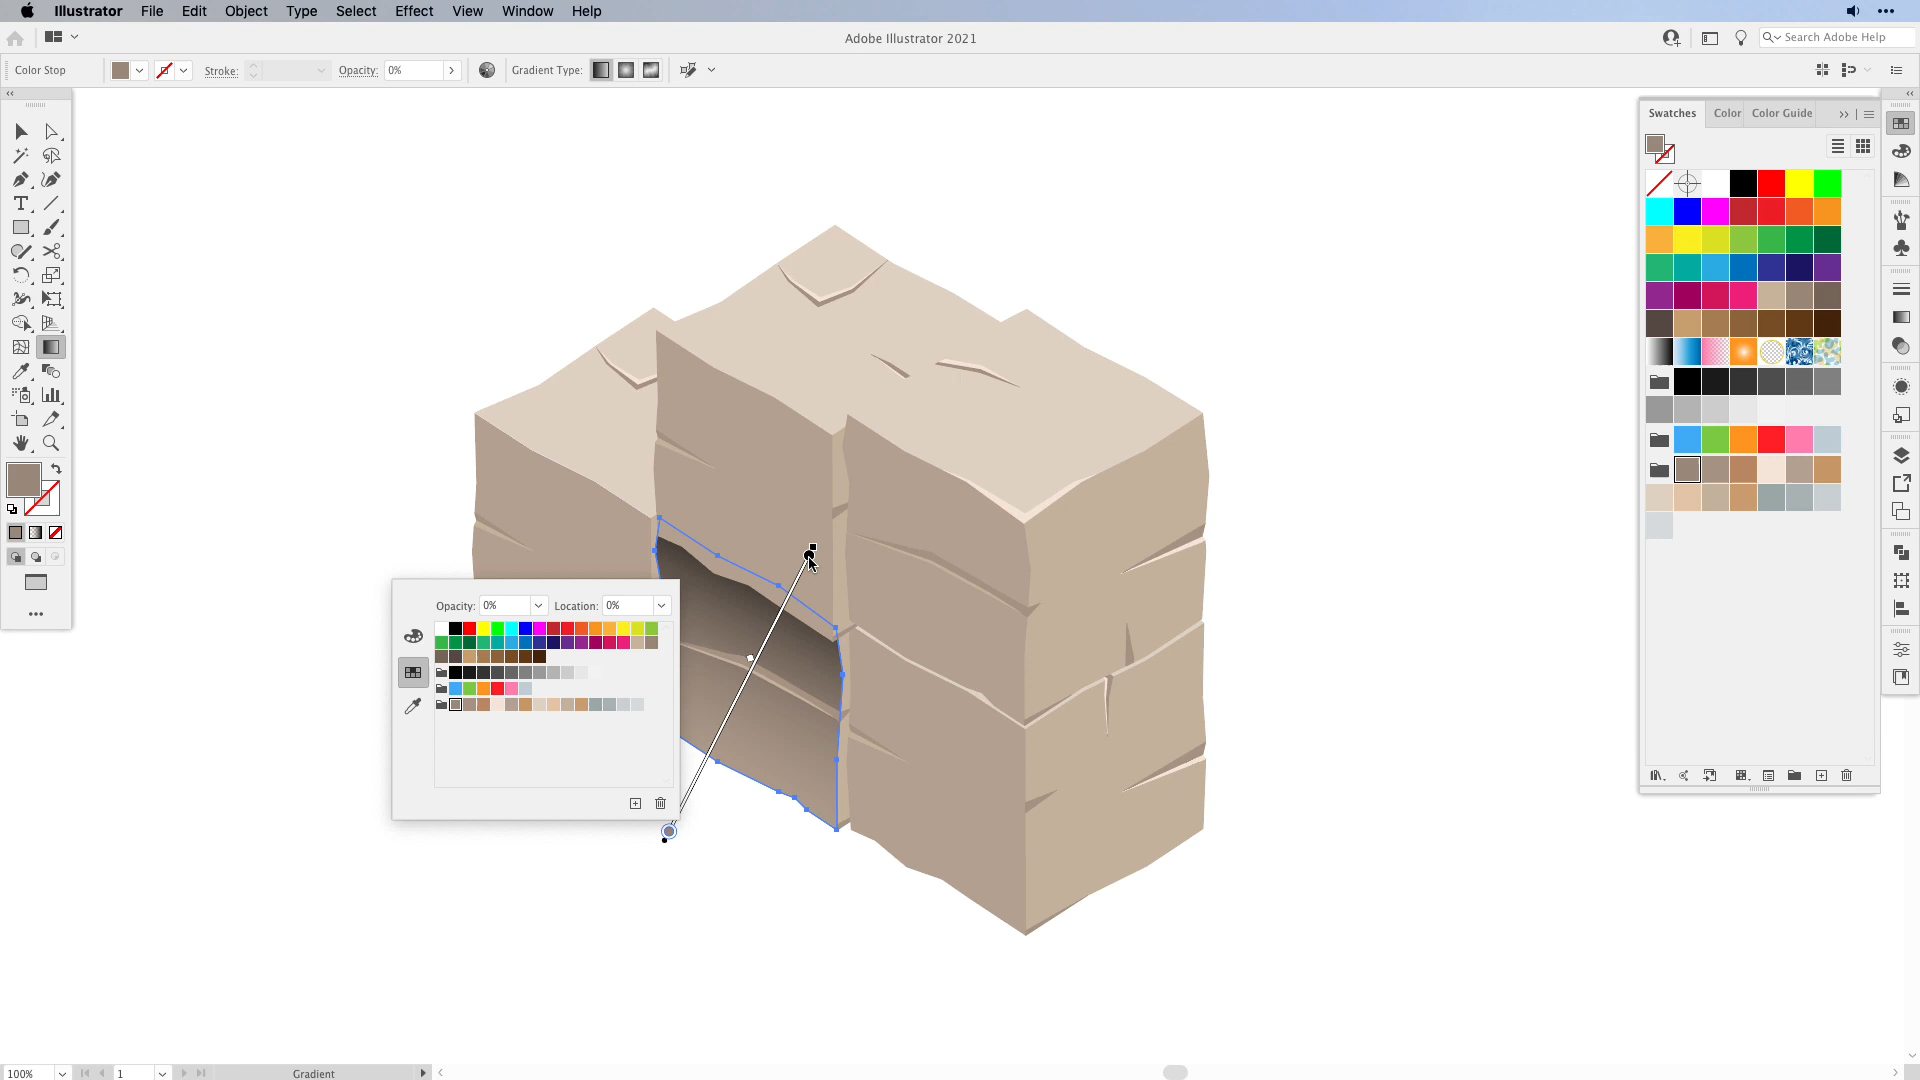 Illustrator File Edit Object Type Select Effect View Window Help
Adobe Illustrator 2021
Search Adobe Help
Color Stop
Stroke:
Opacity: 0%
Gradient Type:
Swatches Color Color Guide
Opacity: 0% Location: 0%
100% 1 Gradient